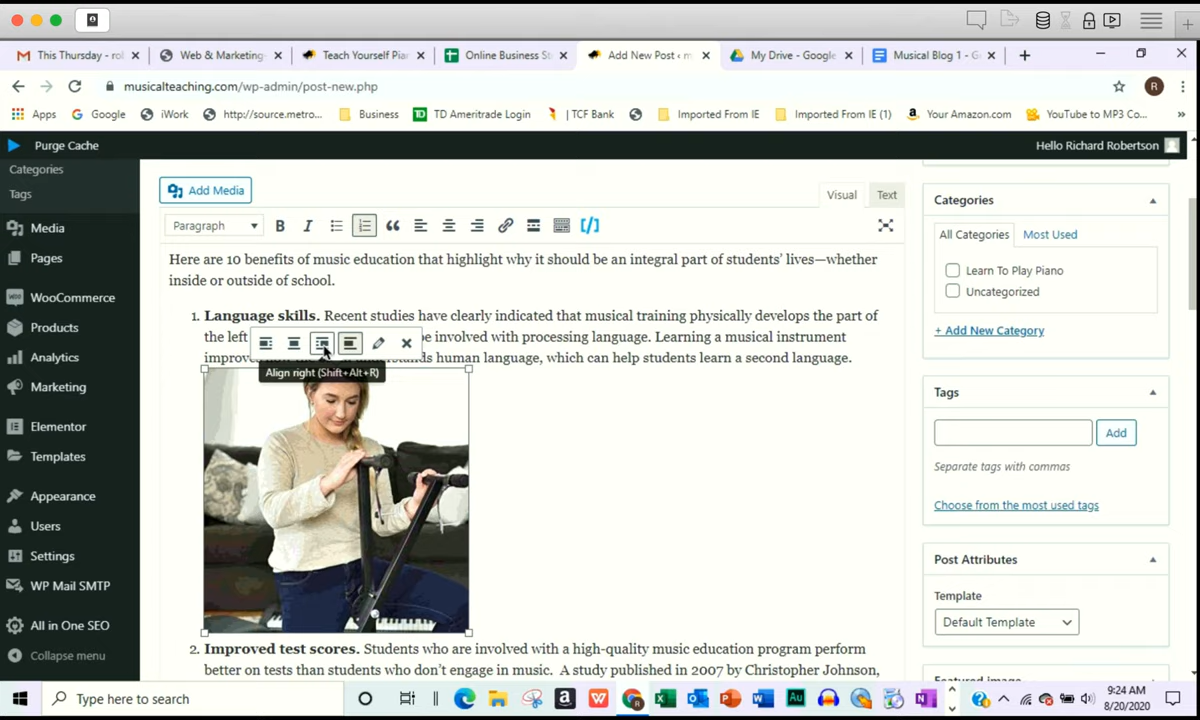 This Thursday - rol
Web & Marketing
Teach Yourself Pia
Online Business St
Add New Post ‹ m
My Drive - Google
Musical Blog 1 - G
musicalteaching.com/wp-admin/post-new.php
R
Apps
Google
iWork
http://source.metro...
Business
TD Ameritrade Login
| TCF Bank
Imported From IE
Imported From IE (1)
Your Amazon.com
YouTube to MP3 Co...
Purge Cache
Hello Richard Robertson
Categories
Tags
Media
Pages
WooCommerce
Products
Analytics
Marketing
Elementor
Templates
Appearance
Users
Settings
WP Mail SMTP
All in One SEO
Collapse menu
Add Media
Visual
Text
Paragraph
B
I
[/]
Here are 10 benefits of music education that highlight why it should be an integral part of students' lives—whether
inside or outside of school.
1. Language skills. Recent studies have clearly indicated that musical training physically develops the part of
the left be involved with processing language. Learning a musical instrument
improves understands human language, which can help students learn a second language.
Align right (Shift+Alt+R)
2. Improved test scores. Students who are involved with a high-quality music education program perform
better on tests than students who don't engage in music. A study published in 2007 by Christopher Johnson,
Categories
All Categories
Most Used
Learn To Play Piano
Uncategorized
+ Add New Category
Tags
Add
Separate tags with commas
Choose from the most used tags
Post Attributes
Template
Default Template
Featured image
Type here to search
9:24 AM
8/20/2020